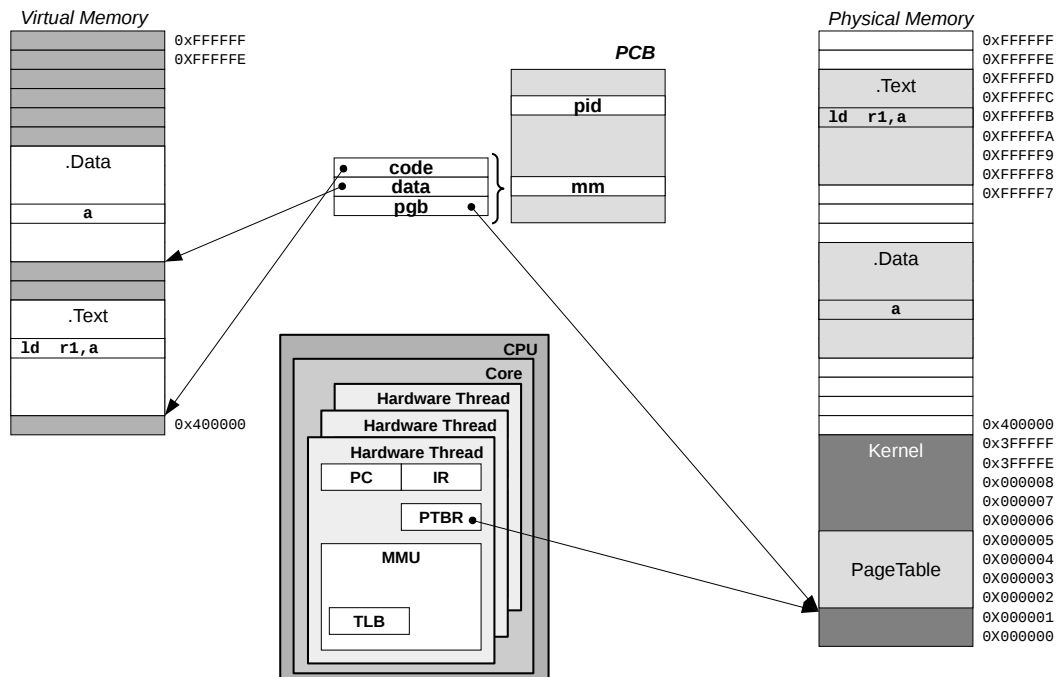 Virtual Memory
0xFFFFFF
0XFFFFFE
.Data
a
.Text
ld r1,a
0x400000
PCB
pid
mm
code
data
pgb
CPU
Core
Hardware Thread
Hardware Thread
Hardware Thread
PC IR
PTBR
MMU
TLB
Physical Memory
0xFFFFFF
0XFFFFFE
.Text
0XFFFFFD
0XFFFFFC
ld r1,a
0XFFFFFB
0XFFFFFA
0XFFFFF9
0XFFFFF8
0XFFFFF7
.Data
a
0x400000
Kernel
0x3FFFFF
0x3FFFFE
0x000008
0x000007
0X000006
0X000005
PageTable
0X000004
0X000003
0X000002
0X000001
0X000000